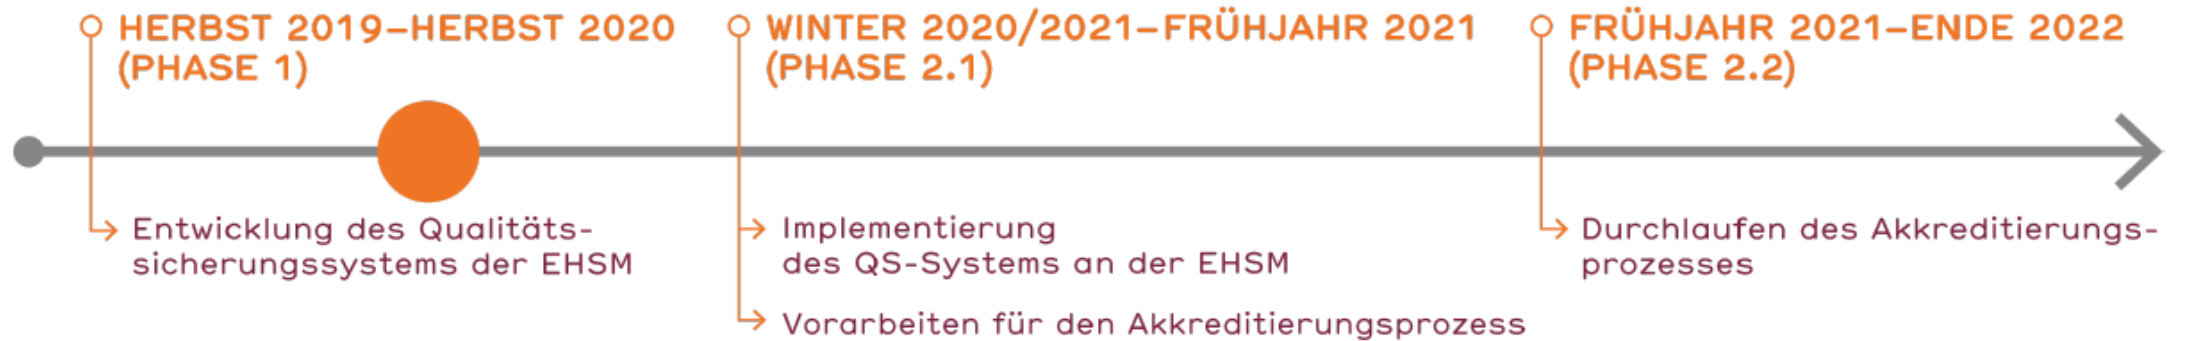 HERBST 2019–HERBST 2020
(PHASE 1)
Entwicklung des Qualitäts-
sicherungssystems der EHSM
WINTER 2020/2021–FRÜHJAHR 2021
(PHASE 2.1)
Implementierung
des QS-Systems an der EHSM
Vorarbeiten für den Akkreditierungsprozess
FRÜHJAHR 2021–ENDE 2022
(PHASE 2.2)
Durchlaufen des Akkreditierungs-
prozesses